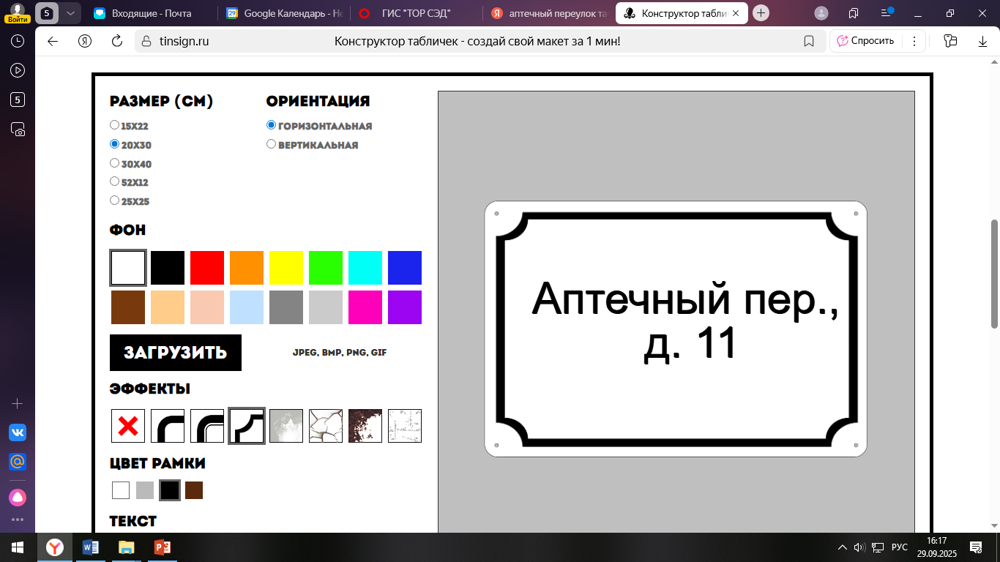 5
Входящие - Почта
Google Календарь - Не
ГИС "ТОР СЭД"
аптечный переулок та
Конструктор табли
Войти
tinsign.ru
Конструктор табличек - создай свой макет за 1 мин!
Спросить
5
РАЗМЕР (СМ)
ОРИЕНТАЦИЯ
15X22
20X30
30X40
52X12
25X25
ГОРИЗОНТАЛЬНАЯ
ВЕРТИКАЛЬНАЯ
ФОН
ЗАГРУЗИТЬ
JPEG, BMP, PNG, GIF
ЭФФЕКТЫ
ЦВЕТ РАМКИ
ТЕКСТ
Аптечный пер.,
д. 11
РУС
16:17
29.09.2025